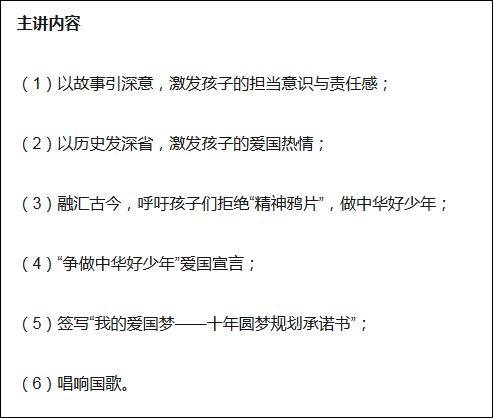 主讲内容
（1）以故事引深意，激发孩子的担当意识与责任感；
（2）以历史发深省，激发孩子的爱国热情；
（3）融汇古今，呼吁孩子们拒绝“精神鸦片”，做中华好少年；
（4）“争做中华好少年”爱国宣言；
（5）签写“我的爱国梦——十年圆梦规划承诺书”；
（6）唱响国歌。